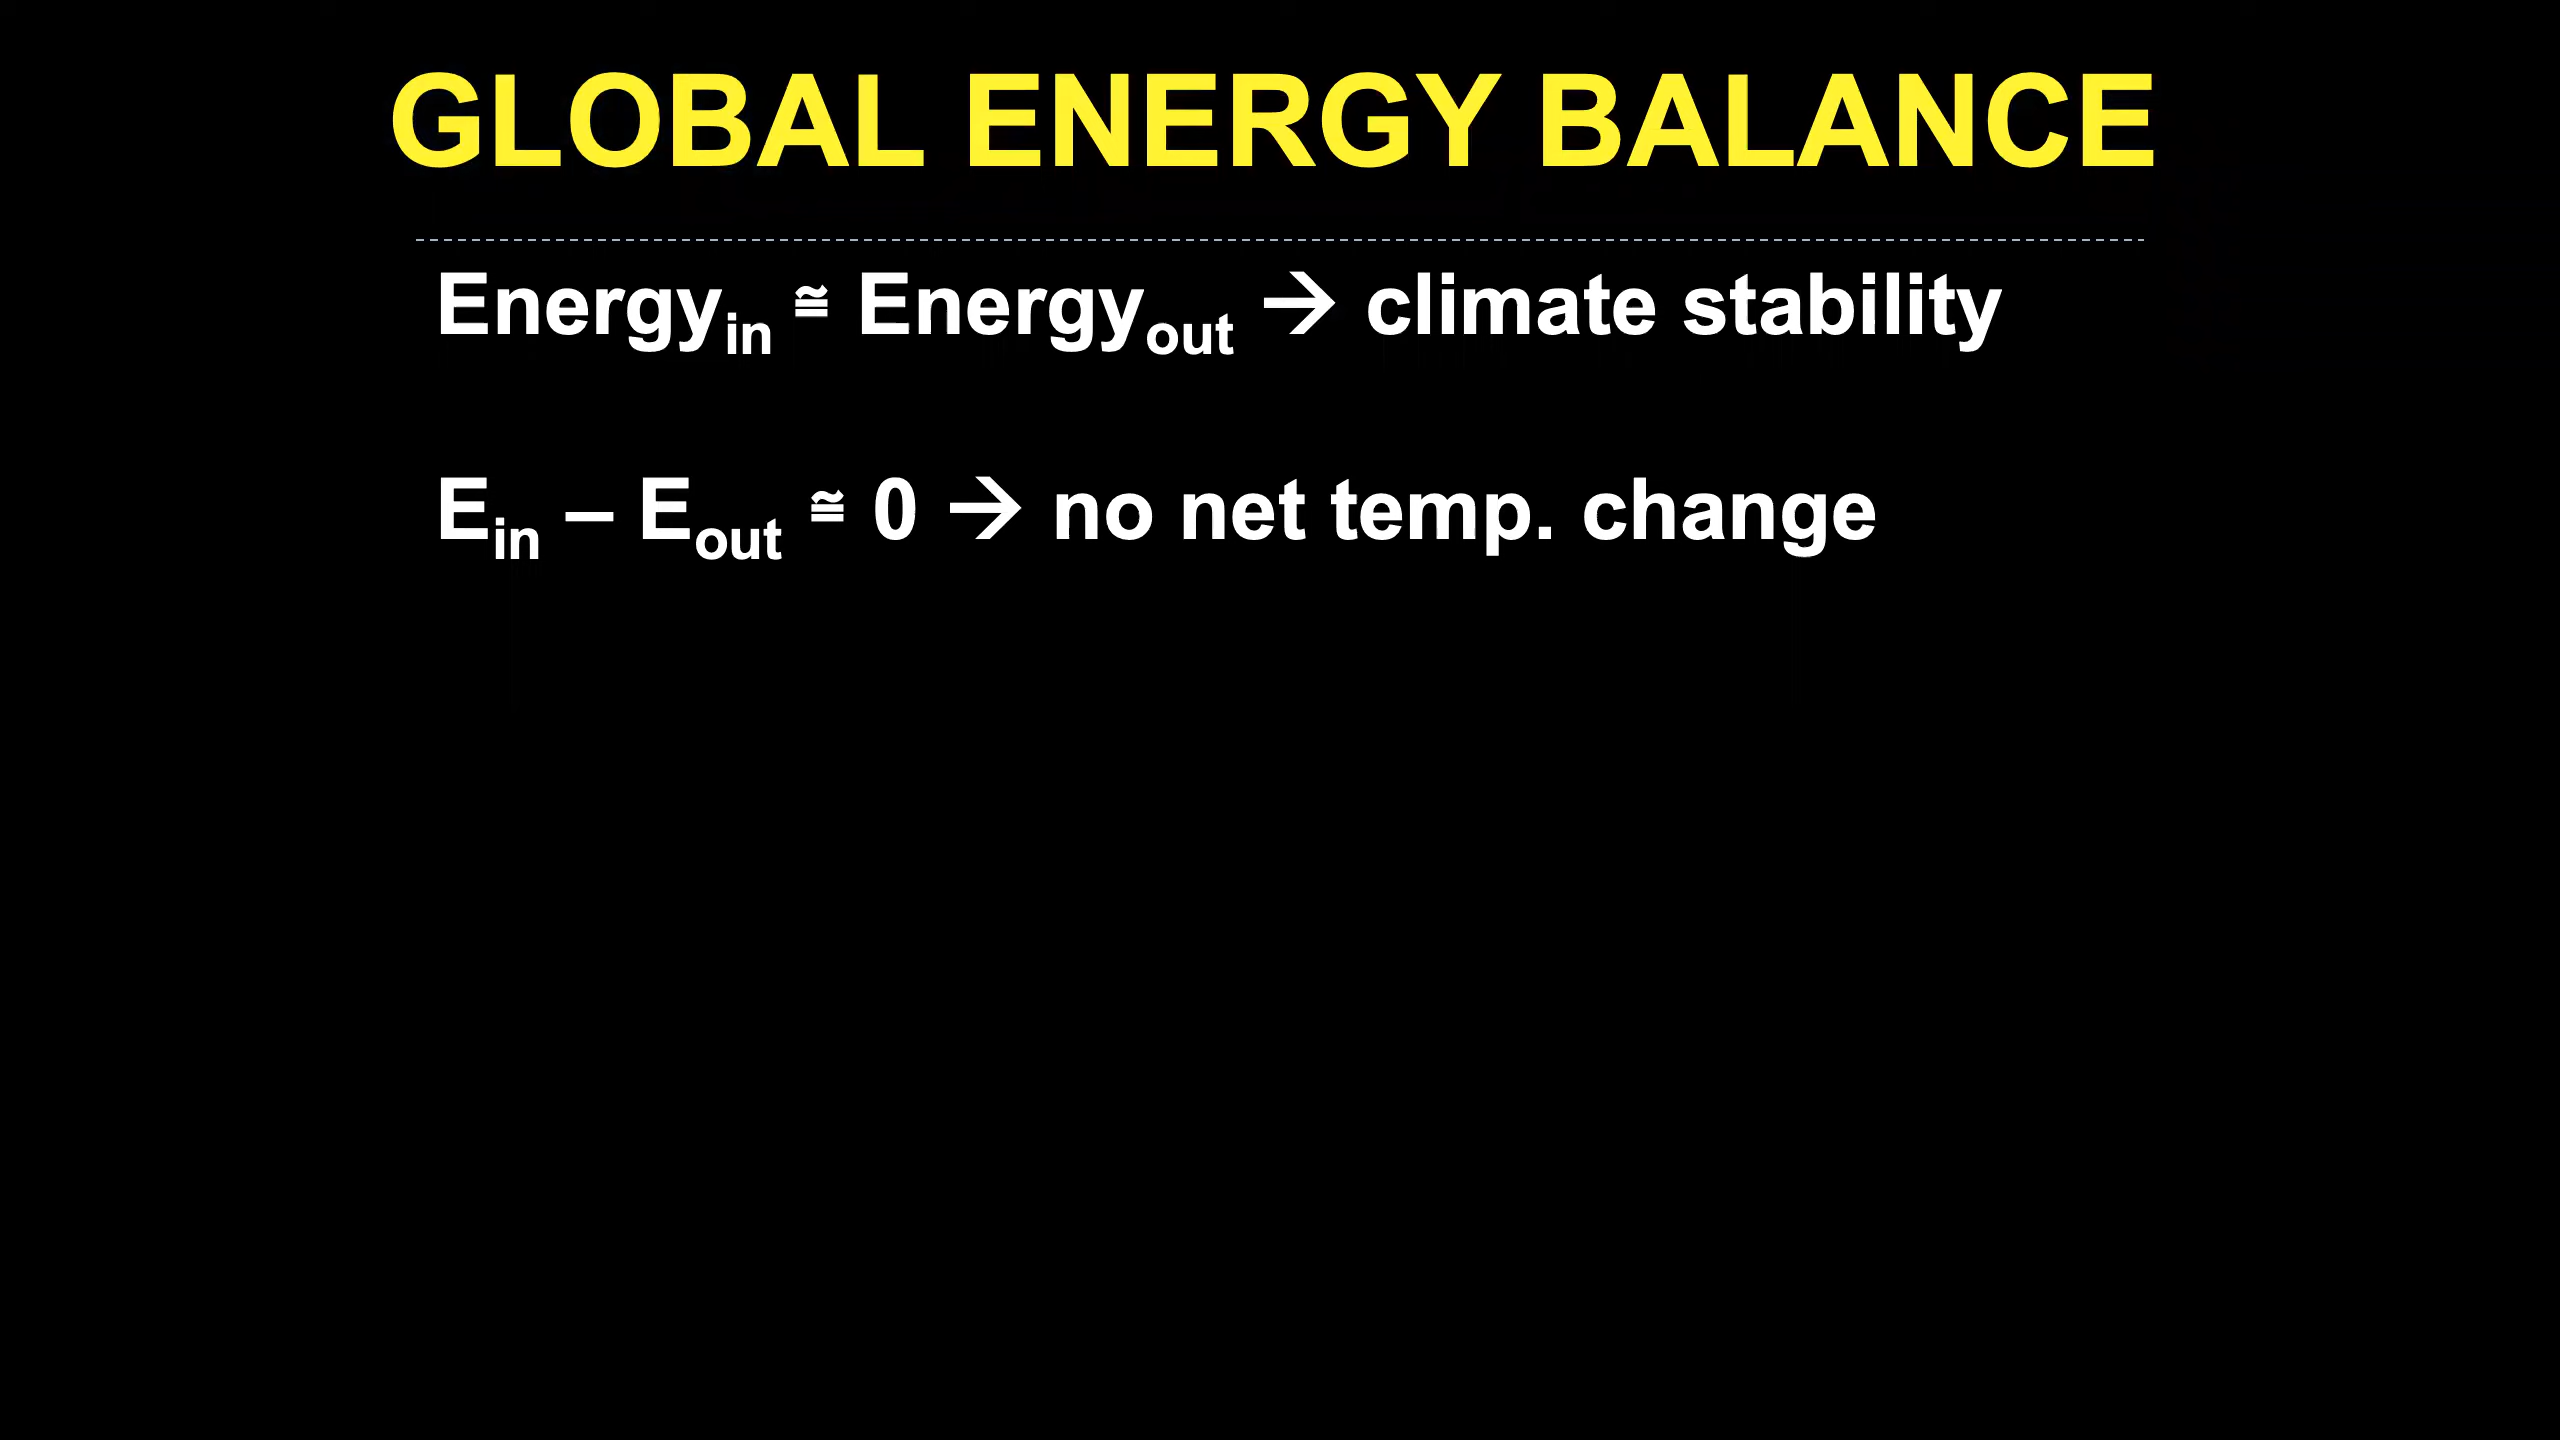 GLOBAL ENERGY BALANCE
Energyin ≅ Energyout → climate stability
Ein – Eout ≅ 0 → no net temp. change